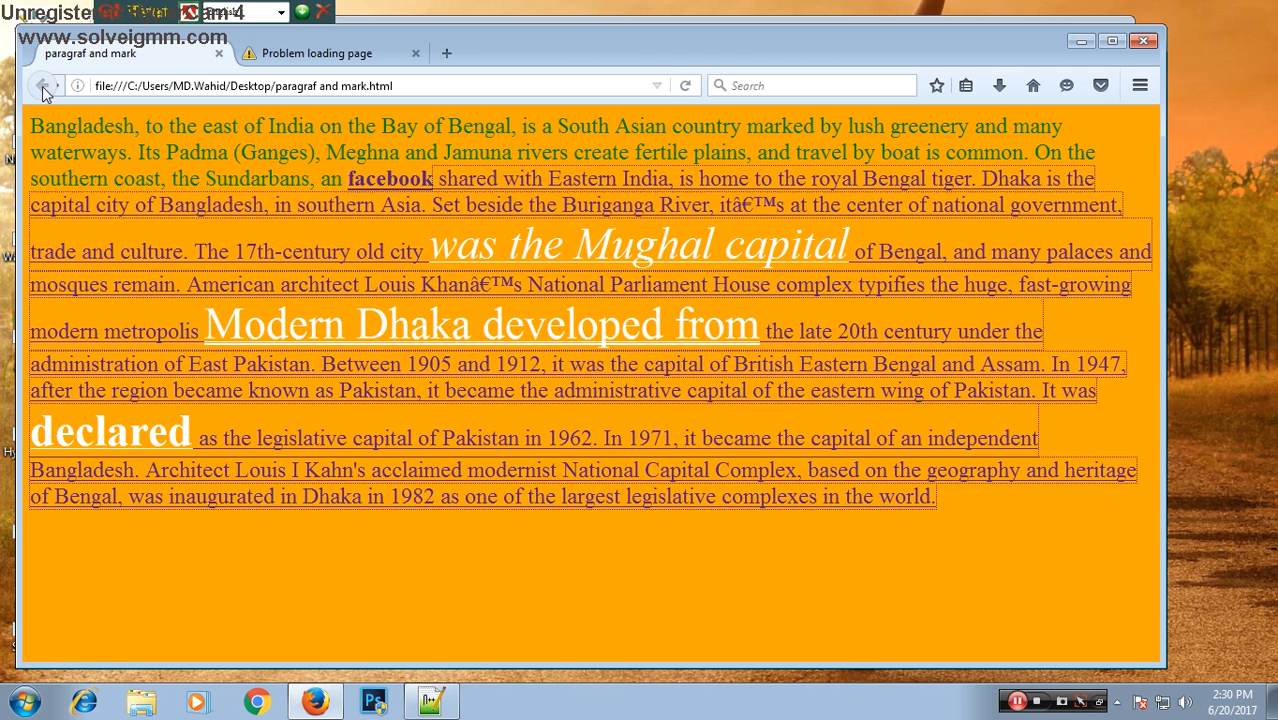 Unregistered
Cam 4
www.solveigmm.com
paragraf and mark
Problem loading page
file:///C:/Users/MD.Wahid/Desktop/paragraf and mark.html
Search
Bangladesh, to the east of India on the Bay of Bengal, is a South Asian country marked by lush greenery and many
waterways. Its Padma (Ganges), Meghna and Jamuna rivers create fertile plains, and travel by boat is common. On the
southern coast, the Sundarbans, an facebook shared with Eastern India, is home to the royal Bengal tiger. Dhaka is the
capital city of Bangladesh, in southern Asia. Set beside the Buriganga River, itâ€™s at the center of national government,
trade and culture. The 17th-century old city was the Mughal capital of Bengal, and many palaces and
mosques remain. American architect Louis Khanâ€™s National Parliament House complex typifies the huge, fast-growing
modern metropolis Modern Dhaka developed from the late 20th century under the
administration of East Pakistan. Between 1905 and 1912, it was the capital of British Eastern Bengal and Assam. In 1947,
after the region became known as Pakistan, it became the administrative capital of the eastern wing of Pakistan. It was
declared as the legislative capital of Pakistan in 1962. In 1971, it became the capital of an independent
Bangladesh. Architect Louis I Kahn's acclaimed modernist National Capital Complex, based on the geography and heritage
of Bengal, was inaugurated in Dhaka in 1982 as one of the largest legislative complexes in the world.
2:30 PM
6/20/2017